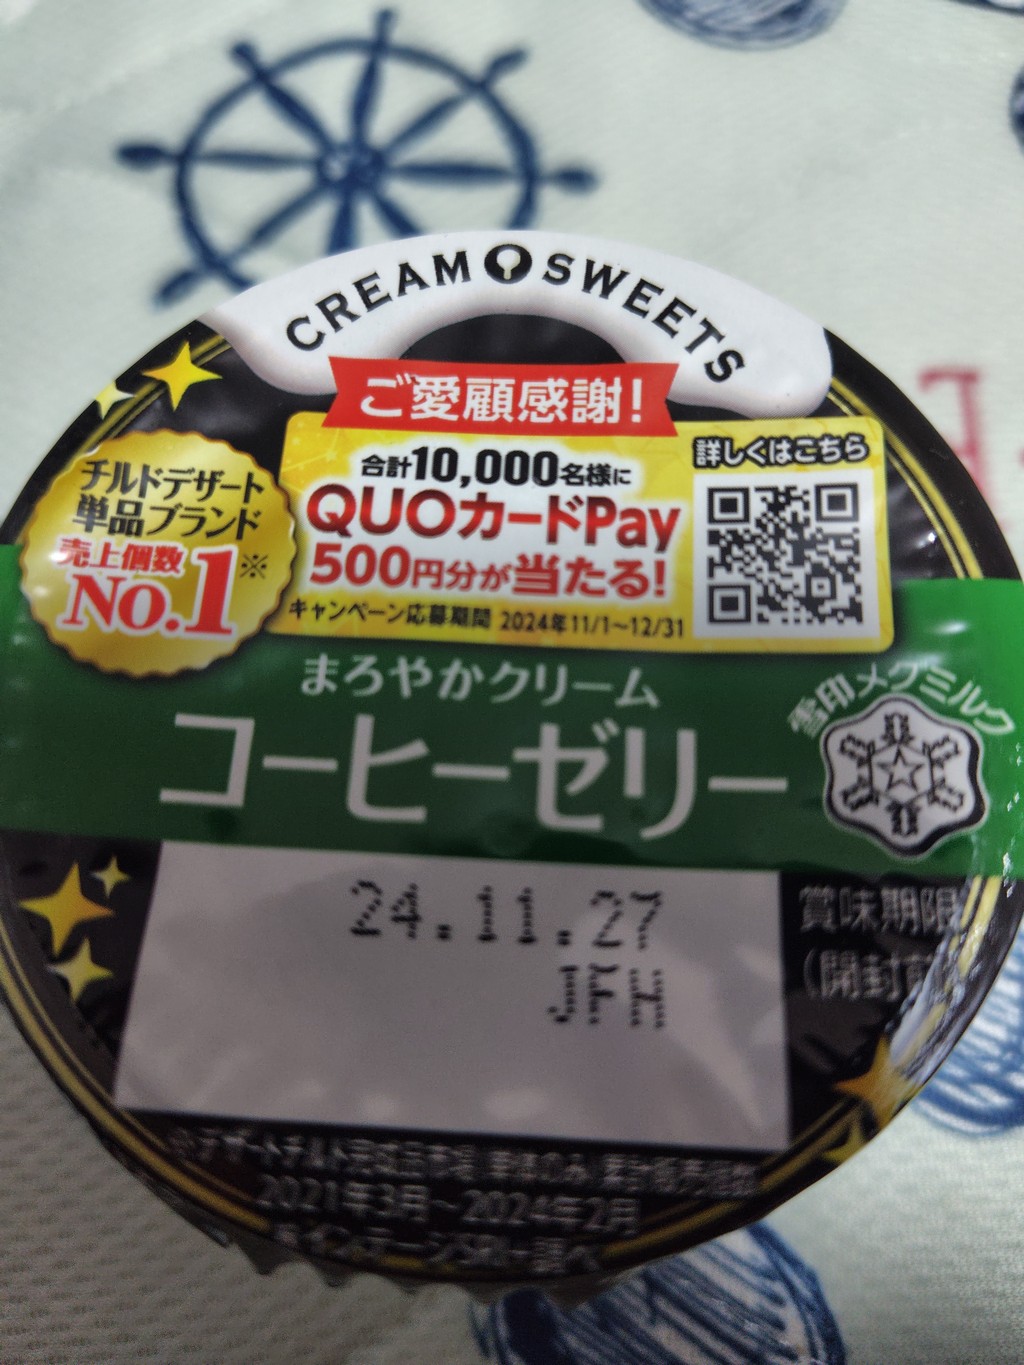 CREAM SWEETS
ご愛顧感謝!
チルドデザート
単品ブランド
売上個数
No.1※
合計10,000名様に
QUOカードPay
500円分が当たる!
キャンペーン応募期間 2024年11/1~12/31
詳しくはこちら
まろやかクリーム
コーヒーゼリー
雪印メグミルク
24.11.27
賞味期限
(開封前
2021年3月~2024年2月